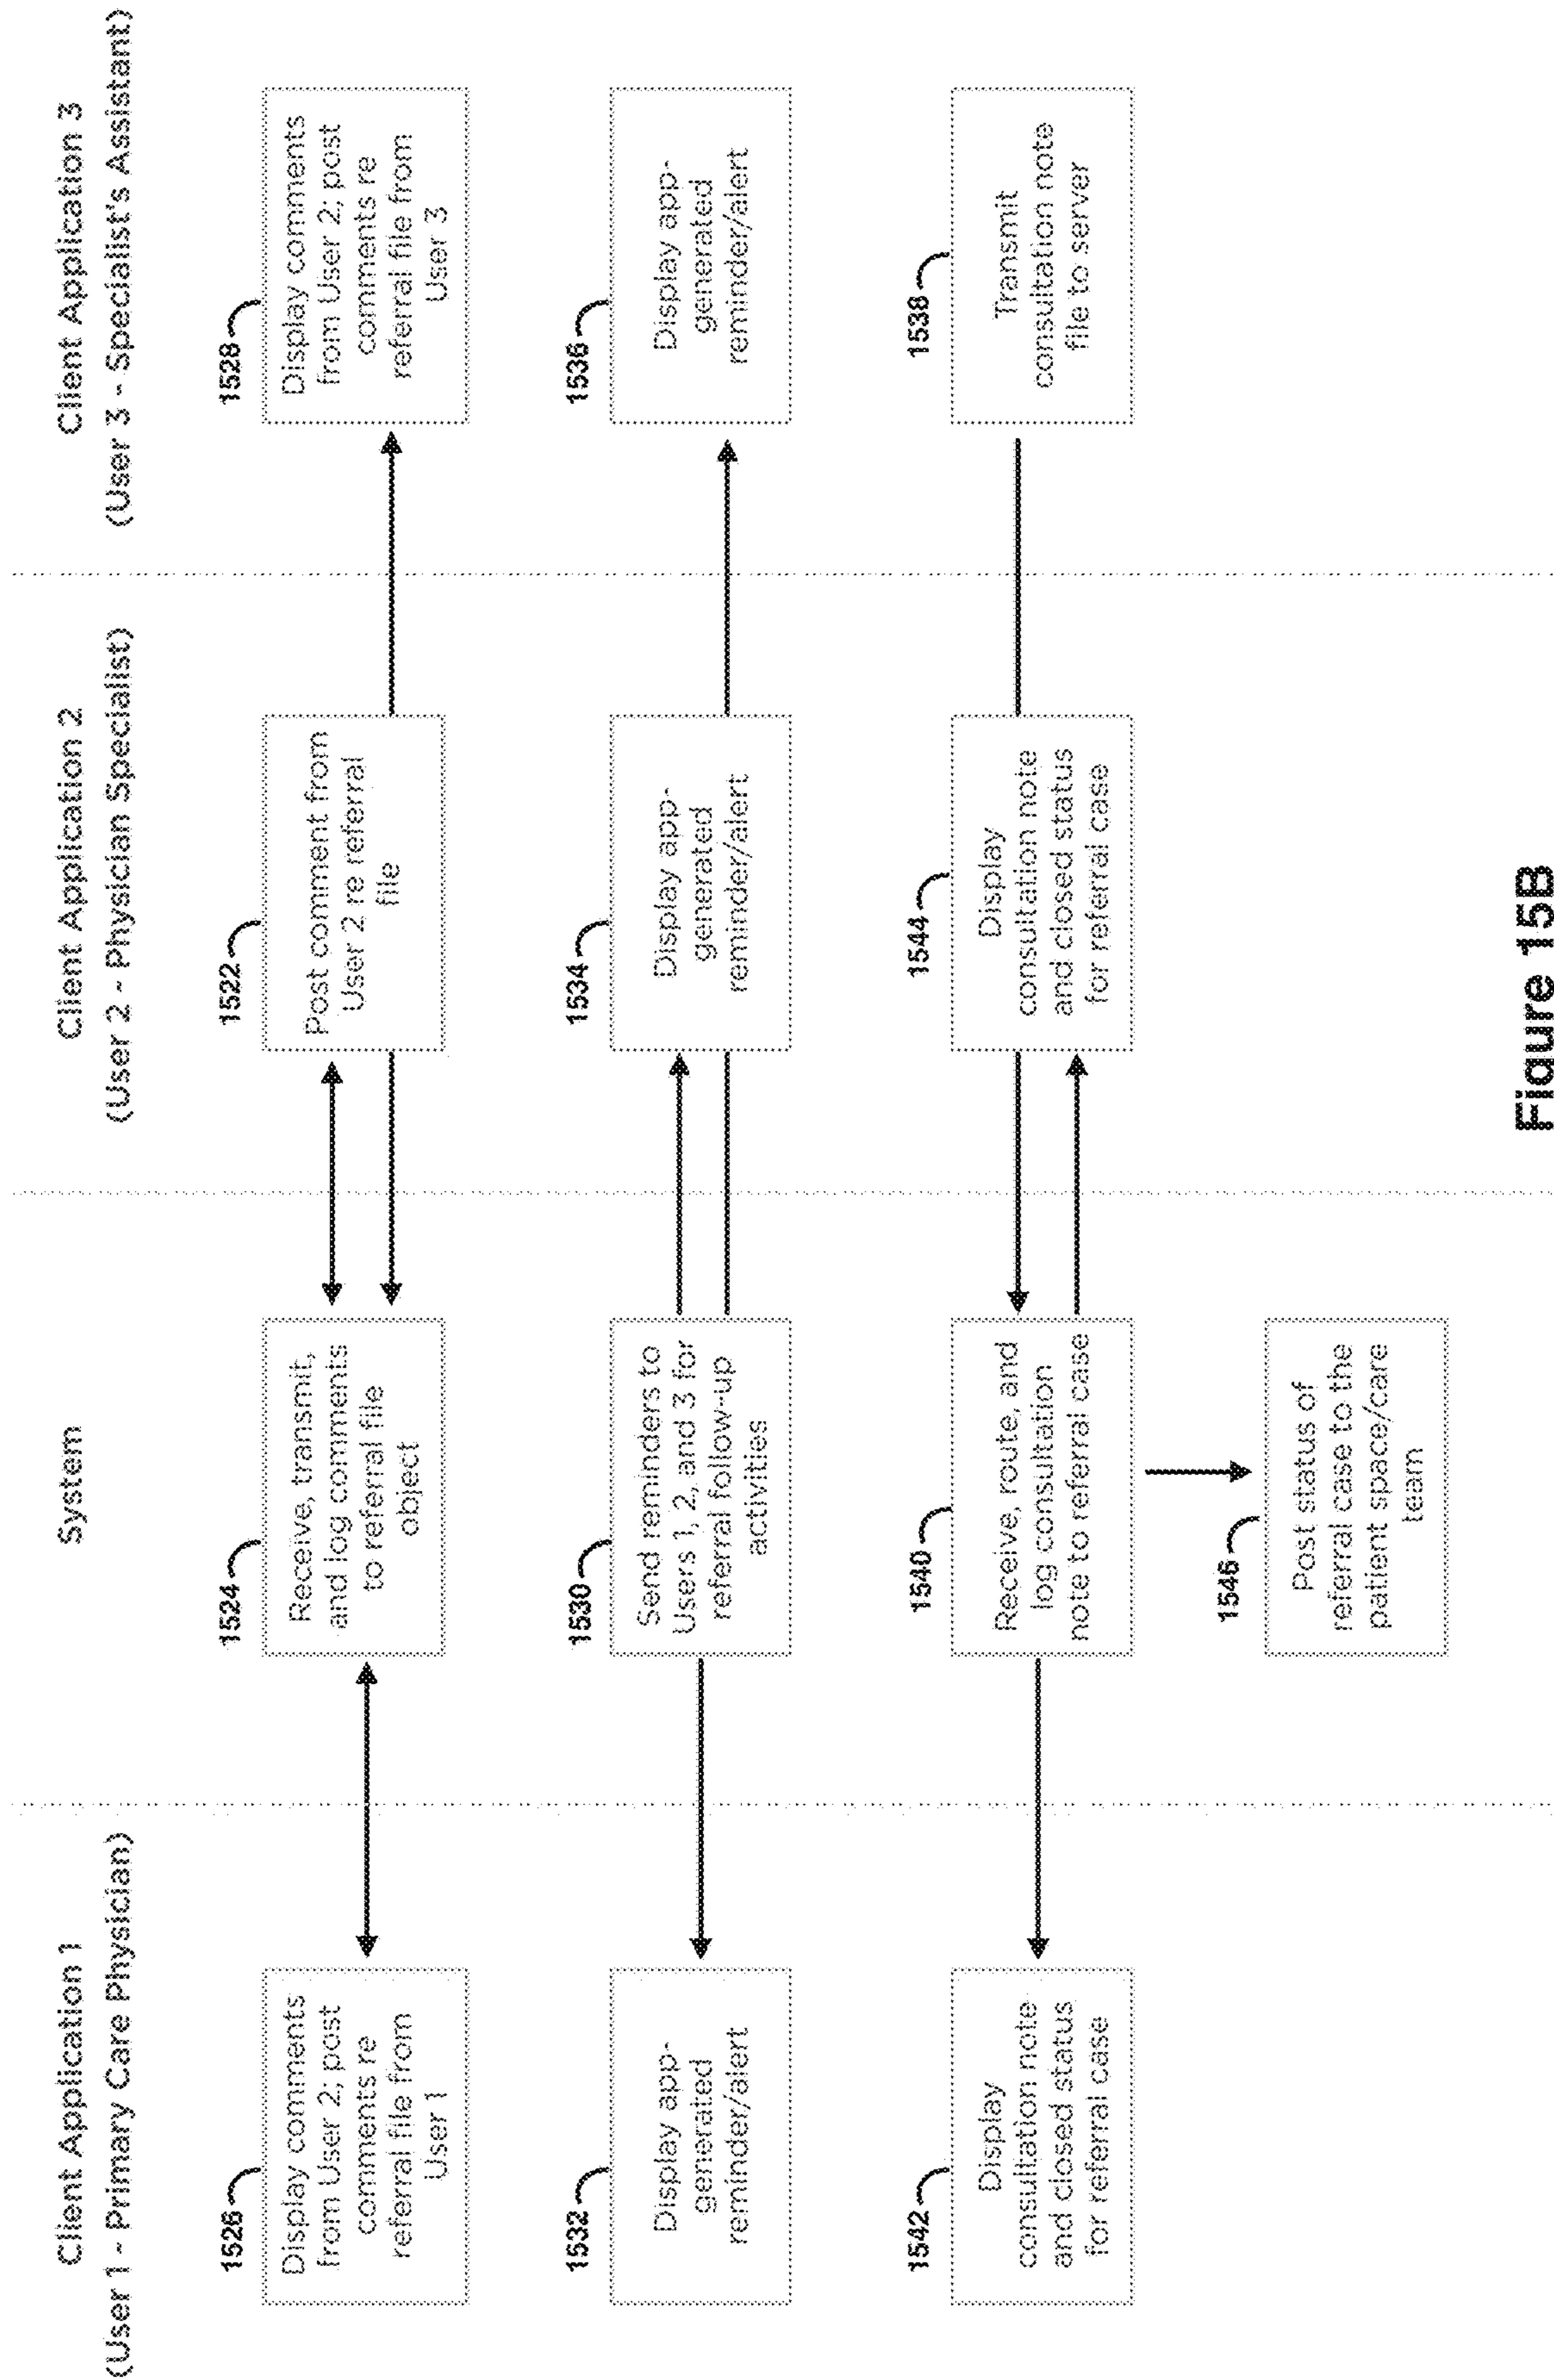 Client Application 1
(User 1 - Primary Care Physician)
System
Client Application 2
(User 2 - Physician Specialist)
Client Application 3
(User 3 - Specialist's Assistant)
1526
Display comments
from User 2; post
comments re
referral file from
User 1
1524
Receive, transmit,
and log comments
to referral file
object
1522
Post comment from
User 2 re referral
file
1528
Display comments
from User 2; post
comments re
referral file from
User 3
1532
Display app-
generated
reminder/alert
1530
Send reminders to
Users 1, 2, and 3 for
referral follow-up
activities
1534
Display app-
generated
reminder/alert
1536
Display app-
generated
reminder/alert
1542
Display
consultation note
and closed status
for referral case
1540
Receive, route, and
log consultation
note to referral case
1544
Display
consultation note
and closed status
for referral case
1538
Transmit
consultation note
file to server
1546
Post status of
referral case to the
patient space/care
team
Figure 15B